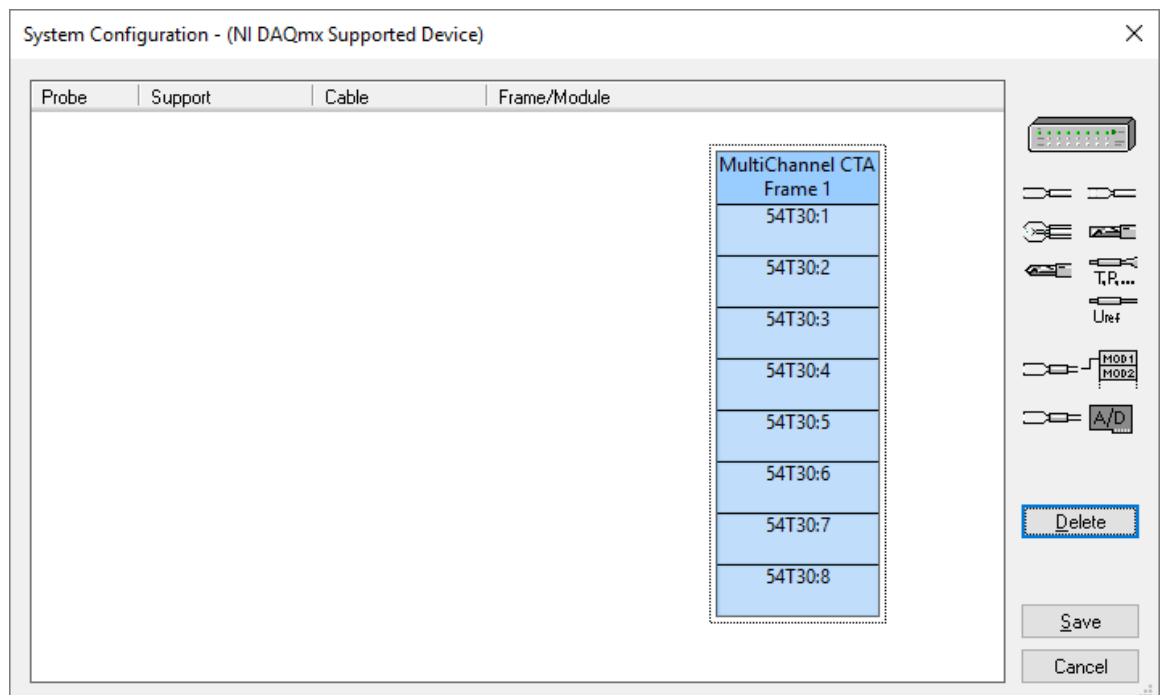 System Configuration - (NI DAQmx Supported Device)
Probe Support Cable Frame/Module
MultiChannel CTA
Frame 1
54T30:1
54T30:2
54T30:3
54T30:4
54T30:5
54T30:6
54T30:7
54T30:8
T,P,...
Uref
MOD1
MOD2
A/D
Delete
Save
Cancel